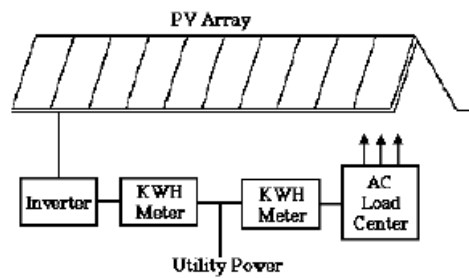 PV Array
Inverter
KWH
Meter
KWH
Meter
AC
Load
Center
Utility Power